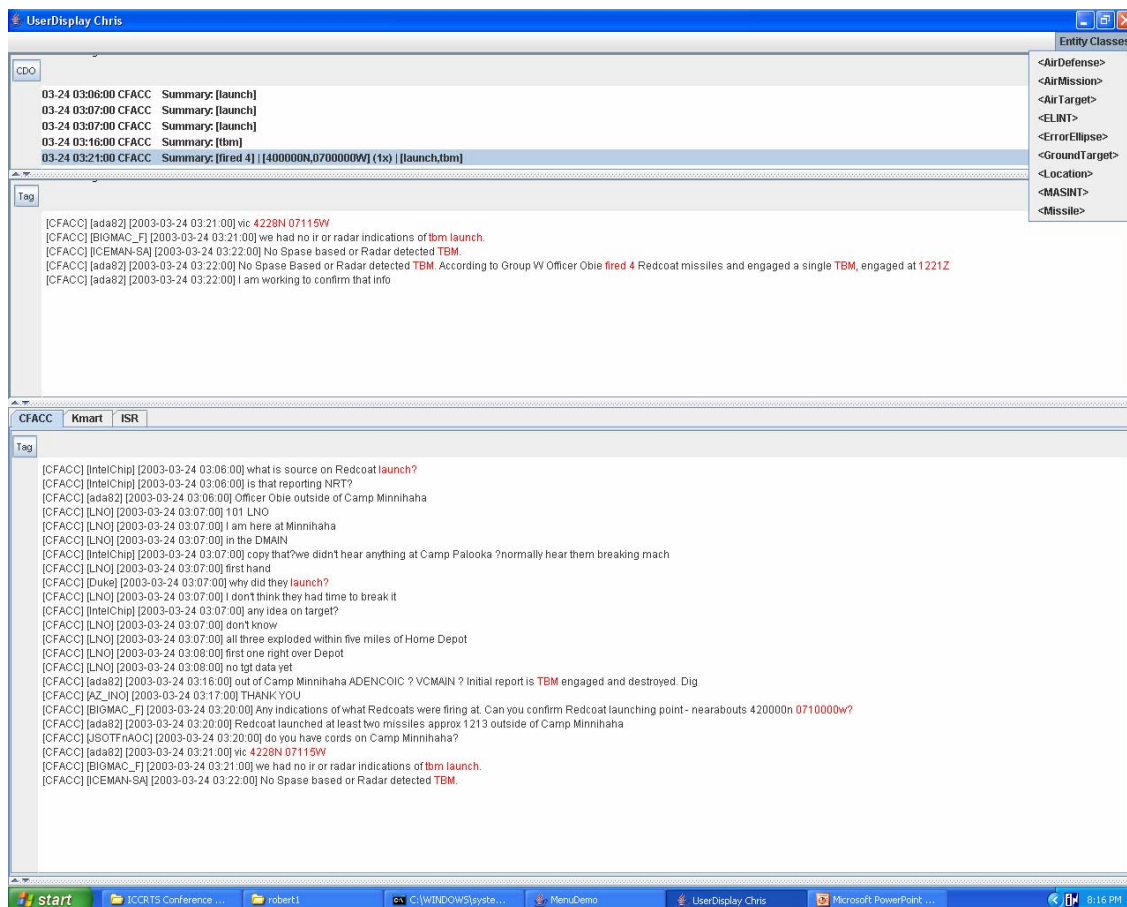 UserDisplay Chris
Entity Classes
CDO
<AirDefense>
<AirMission>
<AirTarget>
<ELINT>
<ErrorEllipse>
<GroundTarget>
<Location>
<MASINT>
<Missile>
03-24 03:06:00 CFACC Summary: [launch]
03-24 03:07:00 CFACC Summary: [launch]
03-24 03:07:00 CFACC Summary: [launch]
03-24 03:16:00 CFACC Summary: [tbm]
03-24 03:21:00 CFACC Summary: [fired 4] | [400000N,0700000W] (1x) | [launch,tbm]
Tag
[CFACC] [ada82] [2003-03-24 03:21:00] vic 4228N 07115W
[CFACC] [BIGMAC_F] [2003-03-24 03:21:00] we had no ir or radar indications of tbm launch.
[CFACC] [ICEMAN-SA] [2003-03-24 03:22:00] No Spase based or Radar detected TBM.
[CFACC] [ada82] [2003-03-24 03:22:00] No Spase Based or Radar detected TBM. According to Group W Officer Obie fired 4 Redcoat missiles and engaged a single TBM, engaged at 1221Z
[CFACC] [ada82] [2003-03-24 03:22:00] I am working to confirm that info
CFACC Kmart ISR
Tag
[CFACC] [IntelChip] [2003-03-24 03:06:00] what is source on Redcoat launch?
[CFACC] [IntelChip] [2003-03-24 03:06:00] is that reporting NRT?
[CFACC] [ada82] [2003-03-24 03:06:00] Officer Obie outside of Camp Minnihaha
[CFACC] [LNO] [2003-03-24 03:07:00] 101 LNO
[CFACC] [LNO] [2003-03-24 03:07:00] I am here at Minnihaha
[CFACC] [LNO] [2003-03-24 03:07:00] in the DMAIN
[CFACC] [IntelChip] [2003-03-24 03:07:00] copy that?we didn't hear anything at Camp Palooka ?normally hear them breaking mach
[CFACC] [LNO] [2003-03-24 03:07:00] first hand
[CFACC] [Duke] [2003-03-24 03:07:00] why did they launch?
[CFACC] [LNO] [2003-03-24 03:07:00] I don't think they had time to break it
[CFACC] [IntelChip] [2003-03-24 03:07:00] any idea on target?
[CFACC] [LNO] [2003-03-24 03:07:00] don't know
[CFACC] [LNO] [2003-03-24 03:07:00] all three exploded within five miles of Home Depot
[CFACC] [LNO] [2003-03-24 03:08:00] first one right over Depot
[CFACC] [LNO] [2003-03-24 03:08:00] no tgt data yet
[CFACC] [ada82] [2003-03-24 03:16:00] out of Camp Minnihaha ADENCOIC ? VCMAIN ? Initial report is TBM engaged and destroyed. Dig
[CFACC] [AZ_INO] [2003-03-24 03:17:00] THANK YOU
[CFACC] [BIGMAC_F] [2003-03-24 03:20:00] Any indications of what Redcoats were firing at. Can you confirm Redcoat launching point - nearabouts 420000n 0710000w?
[CFACC] [ada82] [2003-03-24 03:20:00] Redcoat launched at least two missiles approx 1213 outside of Camp Minnihaha
[CFACC] [JSOTFnAOC] [2003-03-24 03:20:00] do you have cords on Camp Minnihaha?
[CFACC] [ada82] [2003-03-24 03:21:00] vic 4228N 07115W
[CFACC] [BIGMAC_F] [2003-03-24 03:21:00] we had no ir or radar indications of tbm launch.
[CFACC] [ICEMAN-SA] [2003-03-24 03:22:00] No Spase based or Radar detected TBM.
start ICCRTS Conference ... robert1 C:\WINDOWS\syste... MenuDemo UserDisplay Chris Microsoft PowerPoint ... 8:16 PM